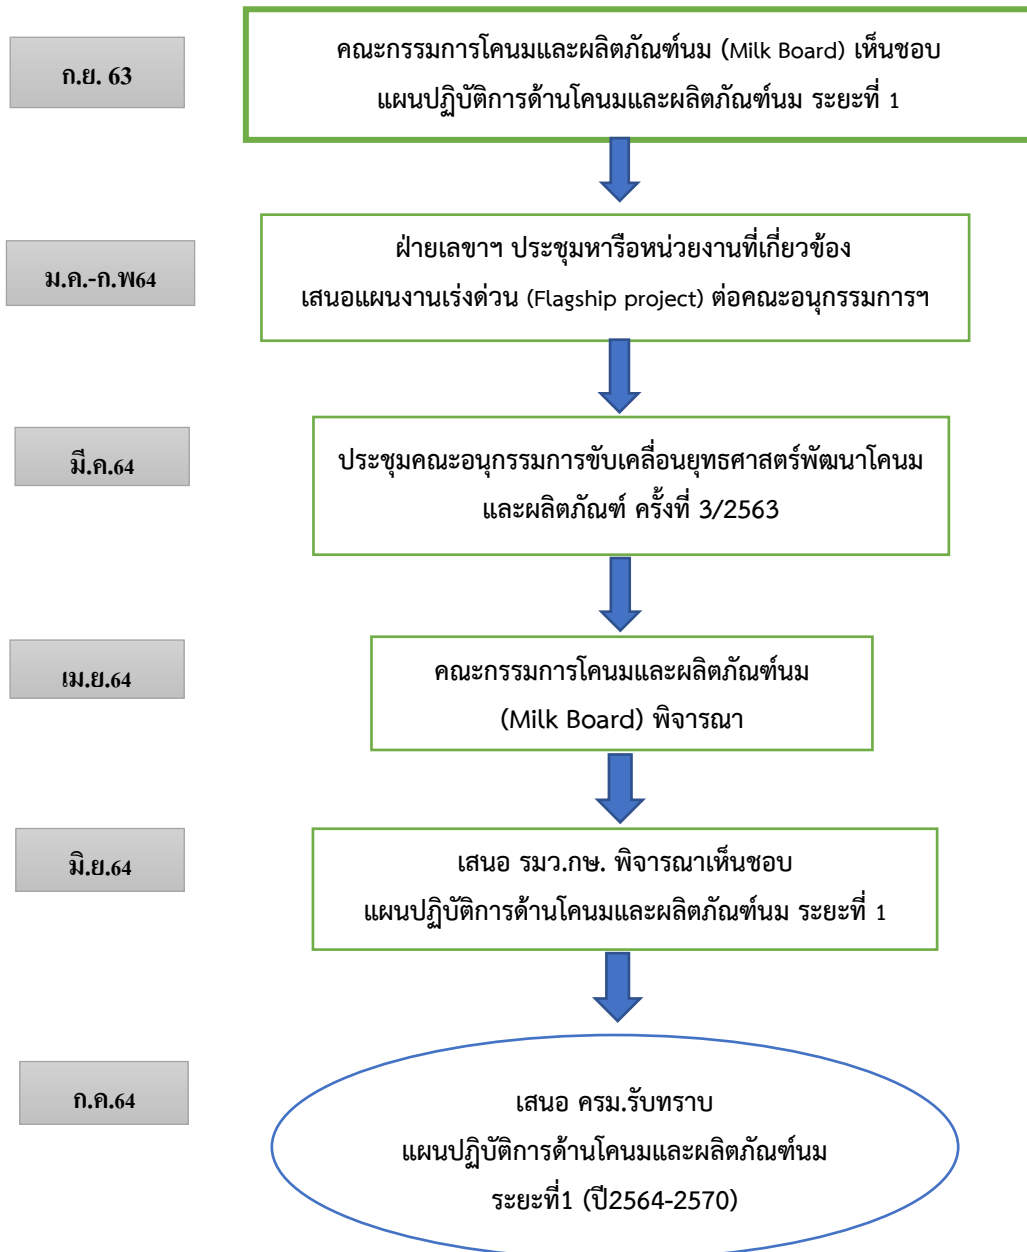 ก.ย. 63
คณะกรรมการโคนมและผลิตภัณฑ์นม (Milk Board) เห็นชอบ
แผนปฏิบัติการด้านโคนมและผลิตภัณฑ์นม ระยะที่ 1
ม.ค.-ก.พ64
ฝ่ายเลขาฯ ประชุมหารือหน่วยงานที่เกี่ยวข้อง
เสนอแผนงานเร่งด่วน (Flagship project) ต่อคณะอนุกรรมการฯ
มี.ค.64
ประชุมคณะอนุกรรมการขับเคลื่อนยุทธศาสตร์พัฒนาโคนม
และผลิตภัณฑ์ ครั้งที่ 3/2563
เม.ย.64
คณะกรรมการโคนมและผลิตภัณฑ์นม
(Milk Board) พิจารณา
มิ.ย.64
เสนอ รมว.กษ. พิจารณาเห็นชอบ
แผนปฏิบัติการด้านโคนมและผลิตภัณฑ์นม ระยะที่ 1
ก.ค.64
เสนอ ครม.รับทราบ
แผนปฏิบัติการด้านโคนมและผลิตภัณฑ์นม
ระยะที่1 (ปี2564-2570)